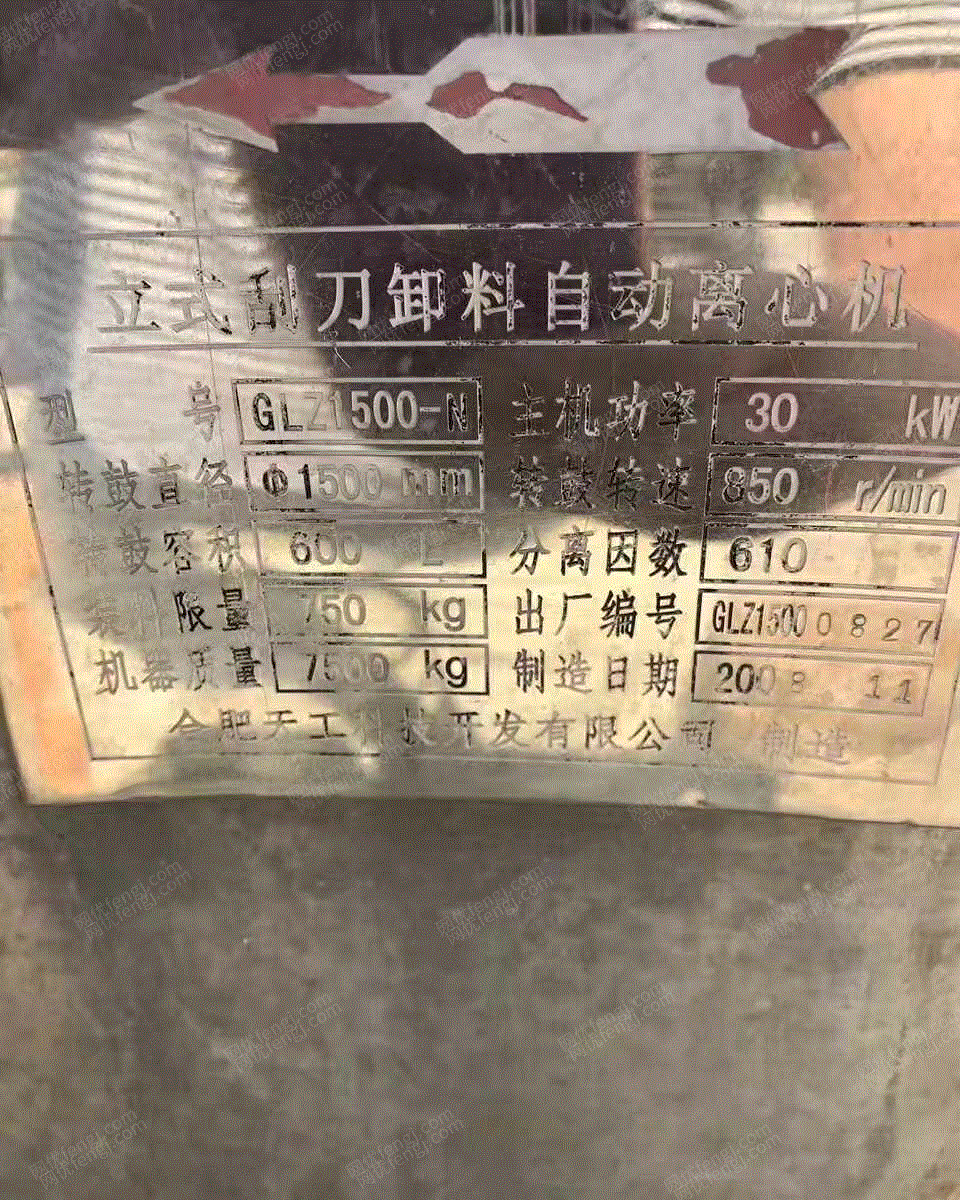 立式刮刀卸料自动离心机
型号 GLZ1500-N 主机功率 30 kW
转鼓直径 Φ1500 mm 转鼓转速 850 r/min
转鼓容积 600 L 分离因数 610
装料限量 750 kg 出厂编号 GLZ1500 0827
机器质量 7500 kg 制造日期 2008 11
合肥天工科技开发有限公司 制造